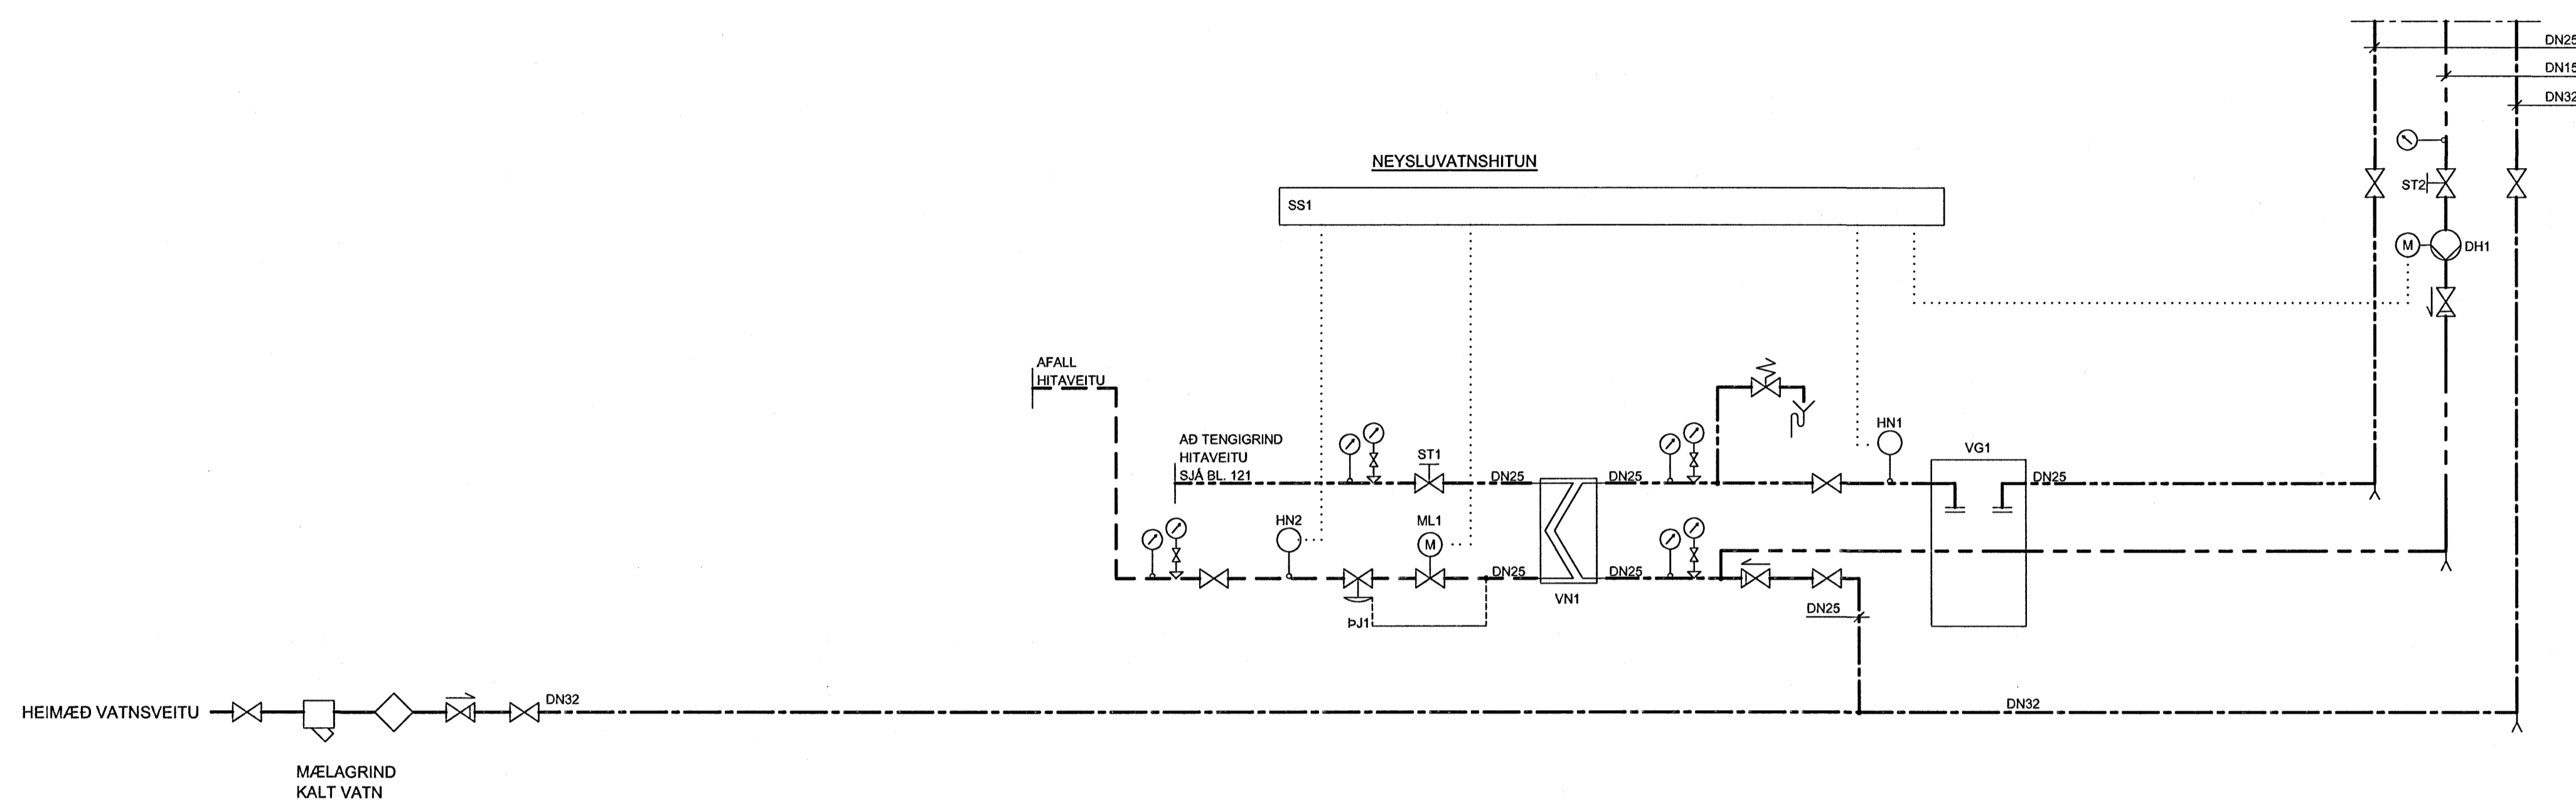 DN25
DN15
DN32
NEYSLUVATNSHITUN
SS1
ST2
M
DH1
AFALL
HITAVEITU
AÐ TENGIGRIND
HITAVEITU
SJÁ BL. 121
ST1
HN1
VG1
DN25
DN25
DN25
HN2
ML1
M
DN25
DN25
VN1
ÞJ1
DN25
HEIMÆÐ VATNSVEITU
DN32
DN32
MÆLAGRIND
KALT VATN